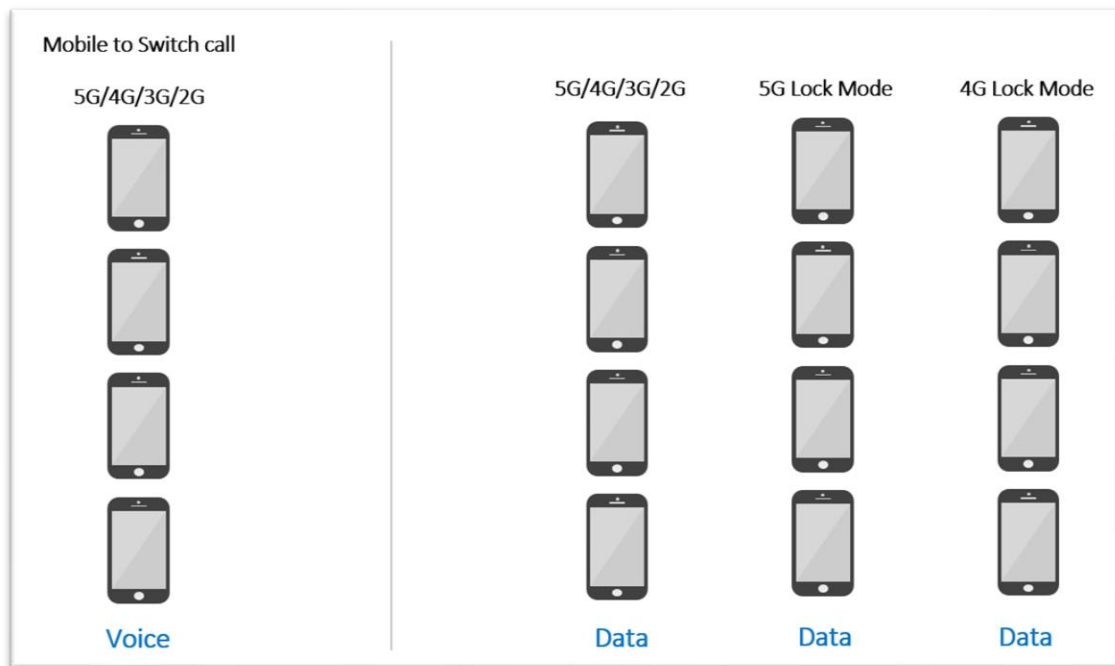 Mobile to Switch call
5G/4G/3G/2G
5G/4G/3G/2G
5G Lock Mode
4G Lock Mode
Voice
Data
Data
Data